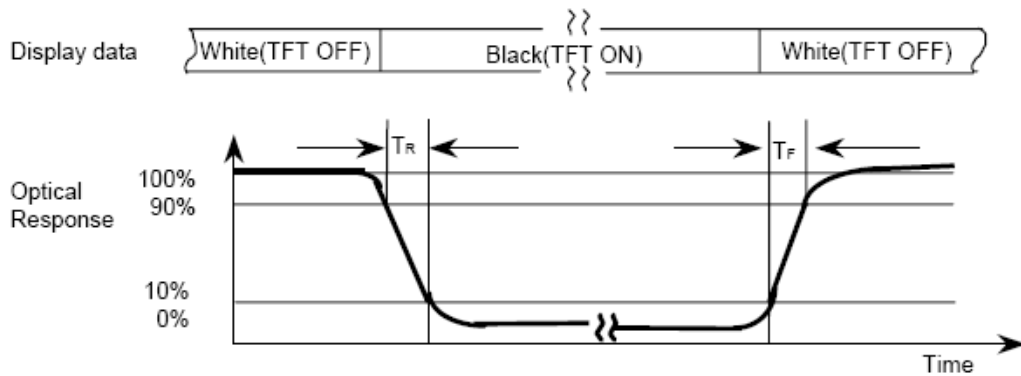 Display data White(TFT OFF) Black(TFT ON) White(TFT OFF)
TR TF
100%
Optical
Response
90%
10%
0%
Time